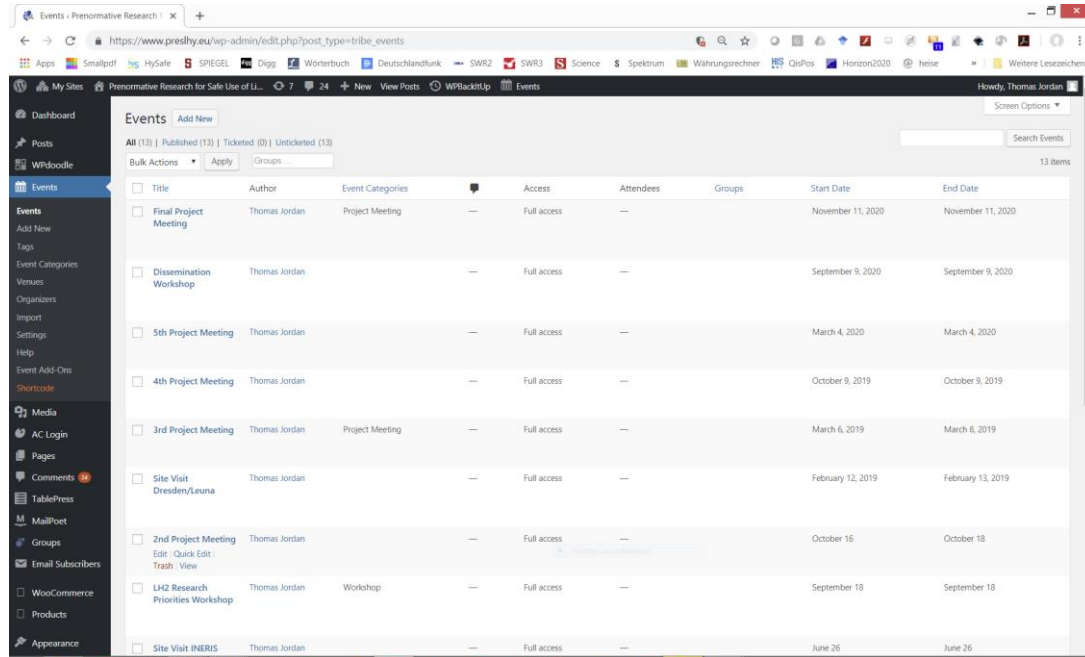 Events ‹ Prenormative Research f
https://www.preslhy.eu/wp-admin/edit.php?post_type=tribe_events
Apps Smallpdf HySafe SPIEGEL Digg Wörterbuch Deutschlandfunk SWR2 SWR3 Science Spektrum Währungsrechner QisPos Horizon2020 heise » Weitere Lesezeichen
My Sites Prenormative Research for Safe Use of Li... 7 24 + New View Posts WPBackItUp Events Howdy, Thomas Jordan
Screen Options ▼
Dashboard
Posts
WPdoodle
Events
Events
Add New
Tags
Event Categories
Venues
Organizers
Import
Settings
Help
Event Add-Ons
Shortcode
Media
AC Login
Pages
Comments 24
TablePress
MailPoet
Groups
Email Subscribers
WooCommerce
Products
Appearance
Events Add New
All (13) | Published (13) | Ticketed (0) | Unticketed (13)
Search Events
Bulk Actions ▼ Apply Groups ...
13 items
Title Author Event Categories Access Attendees Groups Start Date End Date
Final Project Thomas Jordan Project Meeting — Full access — November 11, 2020 November 11, 2020
Meeting
Dissemination Thomas Jordan — Full access — September 9, 2020 September 9, 2020
Workshop
5th Project Meeting Thomas Jordan — Full access — March 4, 2020 March 4, 2020
4th Project Meeting Thomas Jordan — Full access — October 9, 2019 October 9, 2019
3rd Project Meeting Thomas Jordan Project Meeting — Full access — March 6, 2019 March 8, 2019
Site Visit Thomas Jordan — Full access — February 12, 2019 February 13, 2019
Dresden/Leuna
2nd Project Meeting Thomas Jordan — Full access — October 16 October 18
Edit | Quick Edit |
Trash | View
LH2 Research Thomas Jordan Workshop — Full access — September 18 September 18
Priorities Workshop
Site Visit INERIS Thomas Jordan — Full access — June 26 June 26